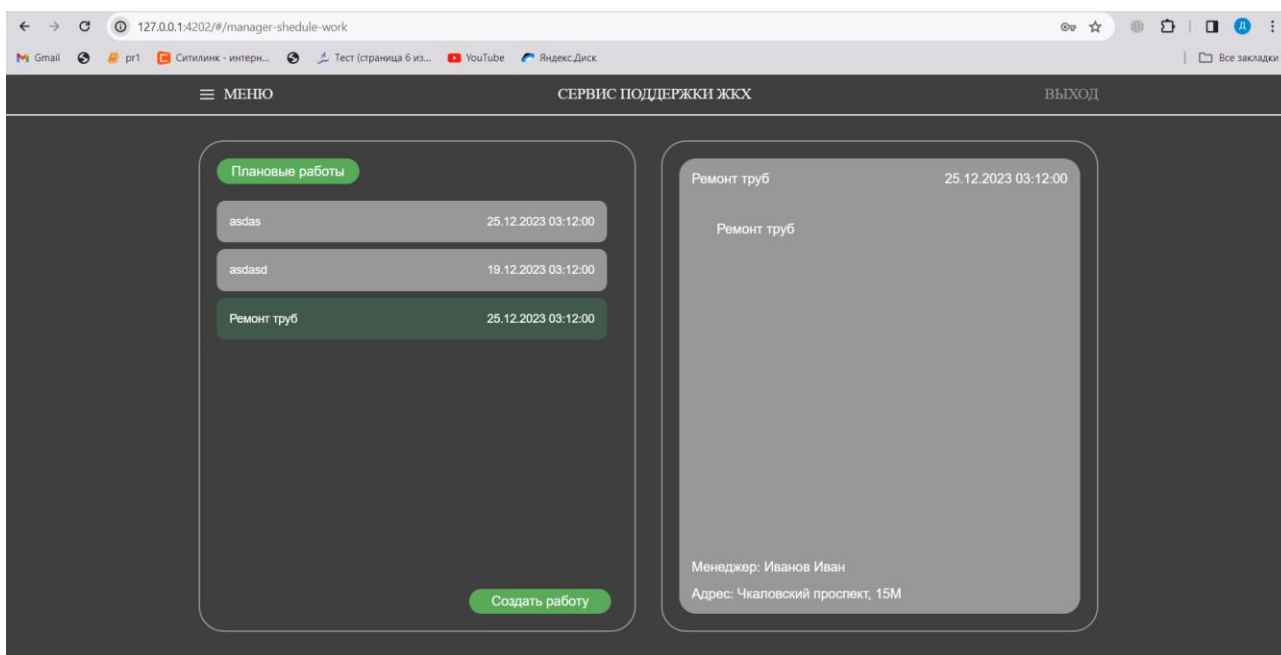 127.0.0.1:4202/#/manager-shedule-work
Д
Gmail pr1 Ситилинк - интерн... Тест (страница 6 из... YouTube Яндекс.Диск Все закладки
МЕНЮ СЕРВИС ПОДДЕРЖКИ ЖКХ ВЫХОД
Плановые работы
asdas 25.12.2023 03:12:00
asdasd 19.12.2023 03:12:00
Ремонт труб 25.12.2023 03:12:00
Создать работу
Ремонт труб 25.12.2023 03:12:00
Ремонт труб
Менеджер: Иванов Иван
Адрес: Чкаловский проспект, 15М